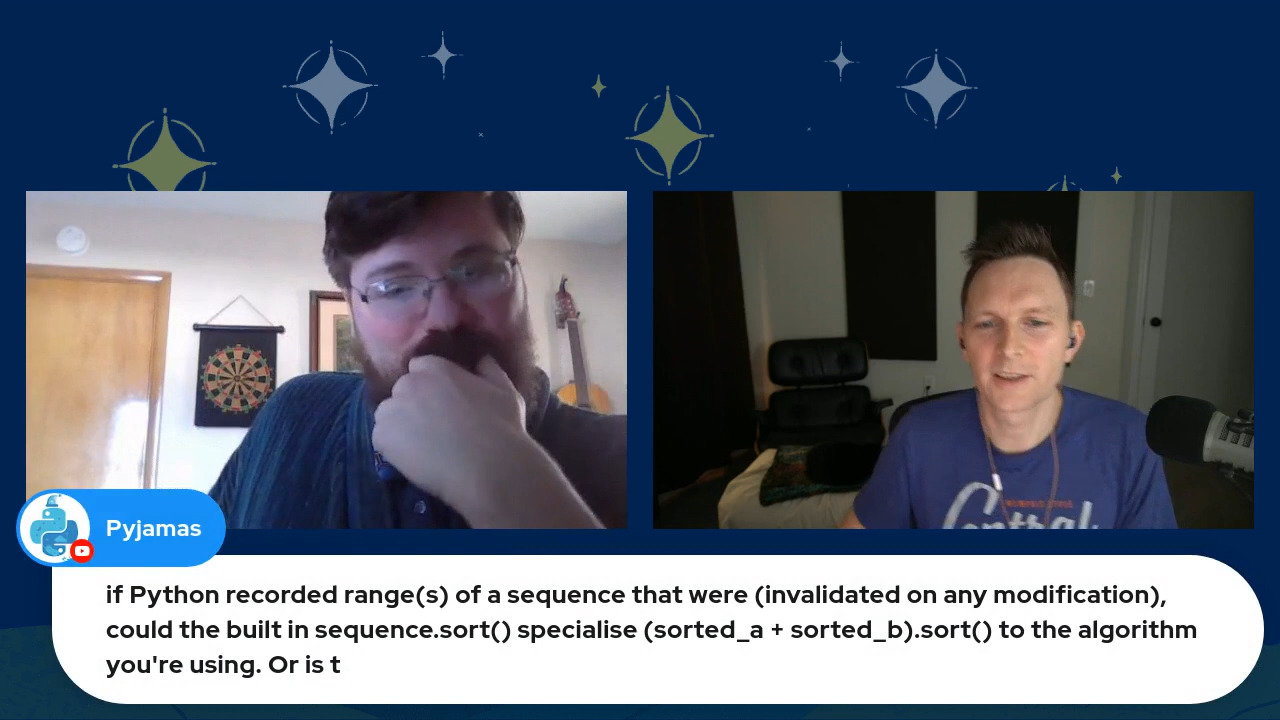 Pyjamas
if Python recorded range(s) of a sequence that were (invalidated on any modification),
could the built in sequence.sort() specialise (sorted_a + sorted_b).sort() to the algorithm
you're using. Or is t
Central